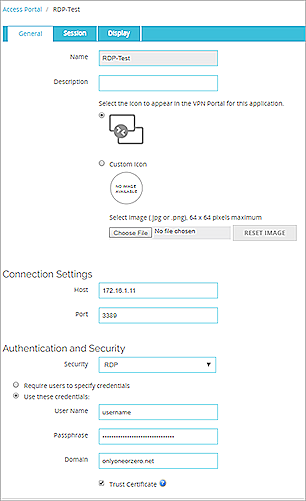 Access Portal / RDP-Test
General Session Display
Name RDP-Test
Description
Select the Icon to appear in the VPN Portal for this application.
Custom Icon
NO IMAGE
AVAILABLE
Select image (.jpg or .png). 64 x 64 pixels maximum
Choose File No file chosen RESET IMAGE
Connection Settings
Host 172.16.1.11
Port 3389
Authentication and Security
Security RDP
Require users to specify credentials
Use these credentials:
User Name username
Passphrase ••••••••••••••••••••••••••••
Domain onlyoneorzero.net
Trust Certificate ?